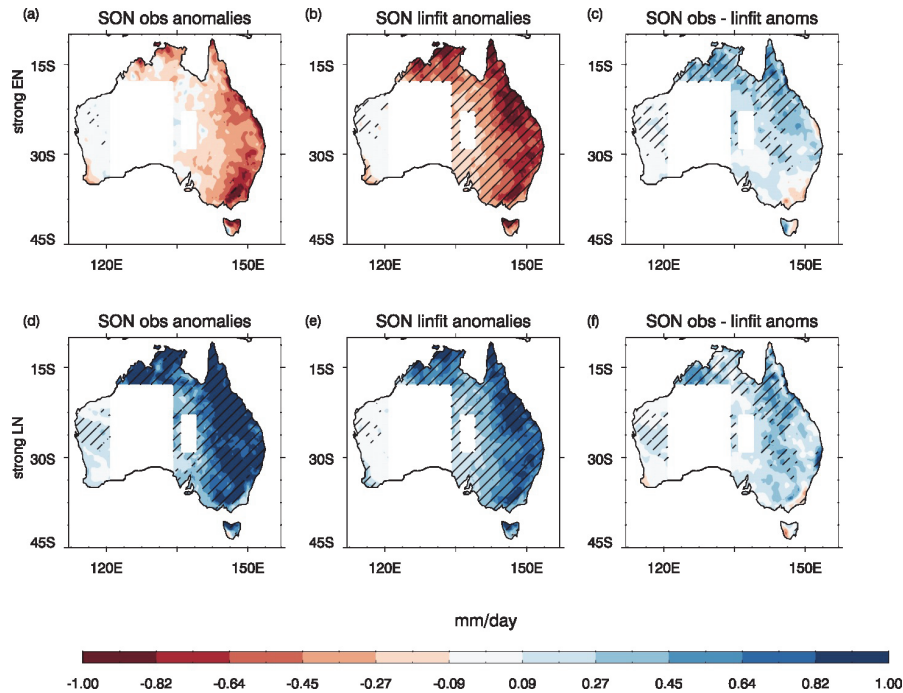 (a) SON obs anomalies
(b) SON linfit anomalies
(c) SON obs - linfit anoms
strong EN
15S
30S
45S
120E 150E
15S
30S
45S
120E 150E
15S
30S
45S
120E 150E
(d) SON obs anomalies
(e) SON linfit anomalies
(f) SON obs - linfit anoms
strong LN
15S
30S
45S
120E 150E
15S
30S
45S
120E 150E
15S
30S
45S
120E 150E
mm/day
-1.00 -0.82 -0.64 -0.45 -0.27 -0.09 0.09 0.27 0.45 0.64 0.82 1.00